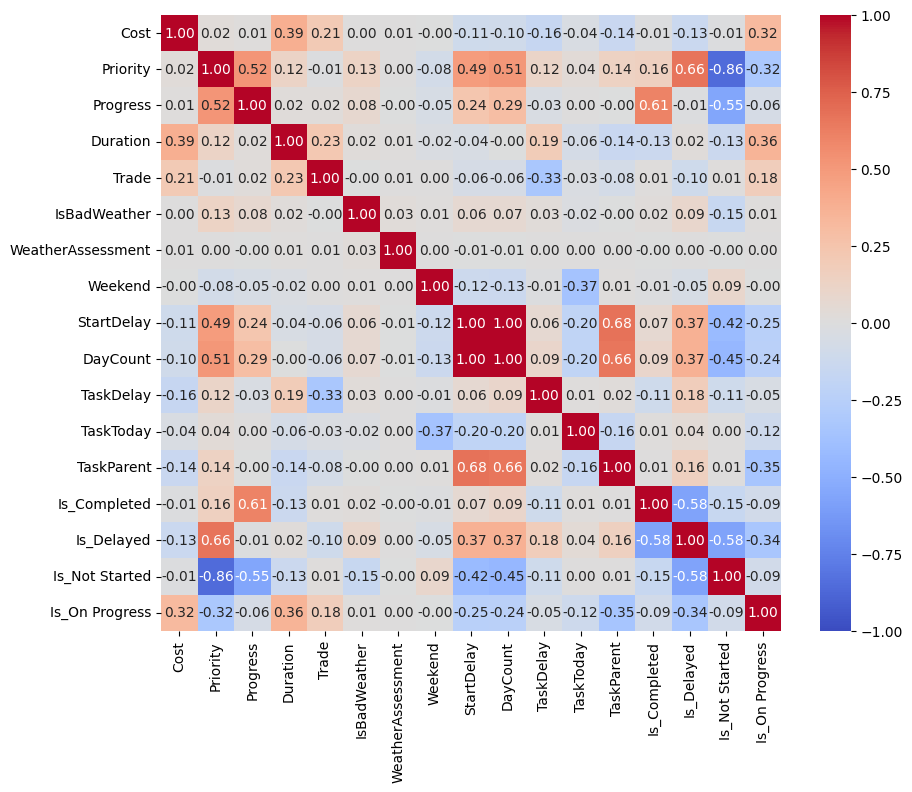 Cost 1.00 0.02 0.01 0.39 0.21 0.00 0.01 -0.00 -0.11 -0.10 -0.16 -0.04 -0.14 -0.01 -0.13 -0.01 0.32
Priority 0.02 1.00 0.52 0.12 -0.01 0.13 0.00 -0.08 0.49 0.51 0.12 0.04 0.14 0.16 0.66 -0.86 -0.32
Progress 0.01 0.52 1.00 0.02 0.02 0.08 -0.00 -0.05 0.24 0.29 -0.03 0.00 -0.00 0.61 -0.01 -0.55 -0.06
Duration 0.39 0.12 0.02 1.00 0.23 0.02 0.01 -0.02 -0.04 -0.00 0.19 -0.06 -0.14 -0.13 0.02 -0.13 0.36
Trade 0.21 -0.01 0.02 0.23 1.00 -0.00 0.01 0.00 -0.06 -0.06 -0.33 -0.03 -0.08 0.01 -0.10 0.01 0.18
IsBadWeather 0.00 0.13 0.08 0.02 -0.00 1.00 0.03 0.01 0.06 0.07 0.03 -0.02 -0.00 0.02 0.09 -0.15 0.01
WeatherAssessment 0.01 0.00 -0.00 0.01 0.01 0.03 1.00 0.00 -0.01 -0.01 0.00 0.00 0.00 -0.00 0.00 -0.00 0.00
Weekend -0.00 -0.08 -0.05 -0.02 0.00 0.01 0.00 1.00 -0.12 -0.13 -0.01 -0.37 0.01 -0.01 -0.05 0.09 -0.00
StartDelay -0.11 0.49 0.24 -0.04 -0.06 0.06 -0.01 -0.12 1.00 1.00 0.06 -0.20 0.68 0.07 0.37 -0.42 -0.25
DayCount -0.10 0.51 0.29 -0.00 -0.06 0.07 -0.01 -0.13 1.00 1.00 0.09 -0.20 0.66 0.09 0.37 -0.45 -0.24
TaskDelay -0.16 0.12 -0.03 0.19 -0.33 0.03 0.00 -0.01 0.06 0.09 1.00 0.01 0.02 -0.11 0.18 -0.11 -0.05
TaskToday -0.04 0.04 0.00 -0.06 -0.03 -0.02 0.00 -0.37 -0.20 -0.20 0.01 1.00 -0.16 0.01 0.04 0.00 -0.12
TaskParent -0.14 0.14 -0.00 -0.14 -0.08 -0.00 0.00 0.01 0.68 0.66 0.02 -0.16 1.00 0.01 0.16 0.01 -0.35
Is_Completed -0.01 0.16 0.61 -0.13 0.01 0.02 -0.00 -0.01 0.07 0.09 -0.11 0.01 0.01 1.00 -0.58 -0.15 -0.09
Is_Delayed -0.13 0.66 -0.01 0.02 -0.10 0.09 0.00 -0.05 0.37 0.37 0.18 0.04 0.16 -0.58 1.00 -0.58 -0.34
Is_Not Started -0.01 -0.86 -0.55 -0.13 0.01 -0.15 -0.00 0.09 -0.42 -0.45 -0.11 0.00 0.01 -0.15 -0.58 1.00 -0.09
Is_On Progress 0.32 -0.32 -0.06 0.36 0.18 0.01 0.00 -0.00 -0.25 -0.24 -0.05 -0.12 -0.35 -0.09 -0.34 -0.09 1.00
Cost
Priority
Progress
Duration
Trade
IsBadWeather
WeatherAssessment
Weekend
StartDelay
DayCount
TaskDelay
TaskToday
TaskParent
Is_Completed
Is_Delayed
Is_Not Started
Is_On Progress
1.00
0.75
0.50
0.25
0.00
−0.25
−0.50
−0.75
−1.00